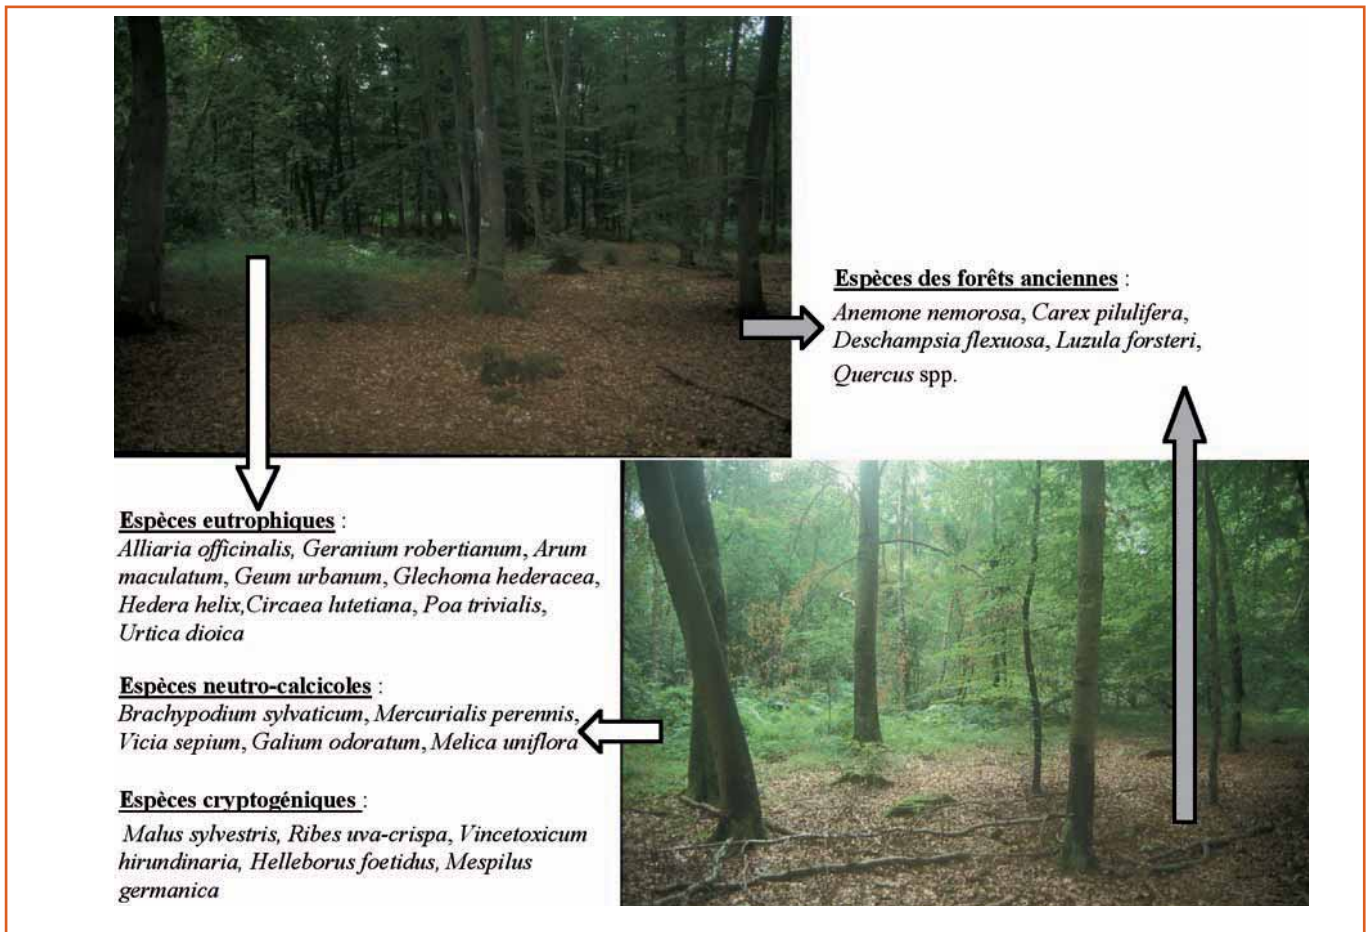 Espèces des forêts anciennes :
Anemone nemorosa, Carex pilulifera,
Deschampsia flexuosa, Luzula forsteri,
Quercus spp.
Espèces eutrophiques :
Alliaria officinalis, Geranium robertianum, Arum
maculatum, Geum urbanum, Glechoma hederacea,
Hedera helix,Circaea lutetiana, Poa trivialis,
Urtica dioica
Espèces neutro-calcicoles :
Brachypodium sylvaticum, Mercurialis perennis,
Vicia sepium, Galium odoratum, Melica uniflora
Espèces cryptogéniques :
Malus sylvestris, Ribes uva-crispa, Vincetoxicum
hirundinaria, Helleborus foetidus, Mespilus
germanica